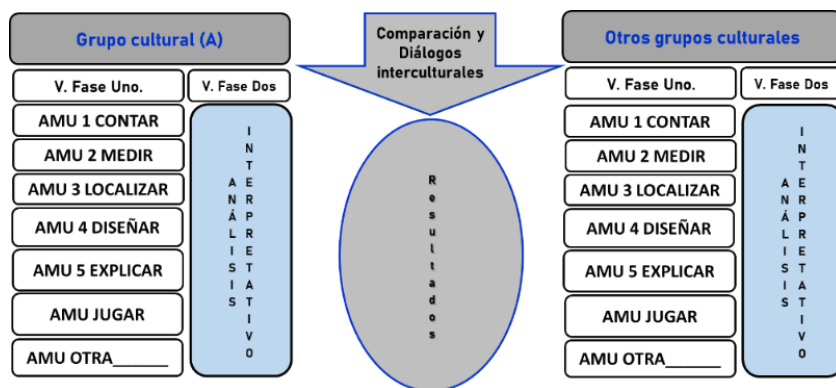 Grupo cultural (A)
V. Fase Uno.
V. Fase Dos
AMU 1 CONTAR
AMU 2 MEDIR
AMU 3 LOCALIZAR
AMU 4 DISEÑAR
AMU 5 EXPLICAR
AMU JUGAR
AMU OTRA______
ANÁLISIS
INTERPRETATIVO
Comparación y
Diálogos
interculturales
Resultados
Otros grupos culturales
V. Fase Uno.
V. Fase Dos
AMU 1 CONTAR
AMU 2 MEDIR
AMU 3 LOCALIZAR
AMU 4 DISEÑAR
AMU 5 EXPLICAR
AMU JUGAR
AMU OTRA______
ANÁLISIS
INTERPRETATIVO